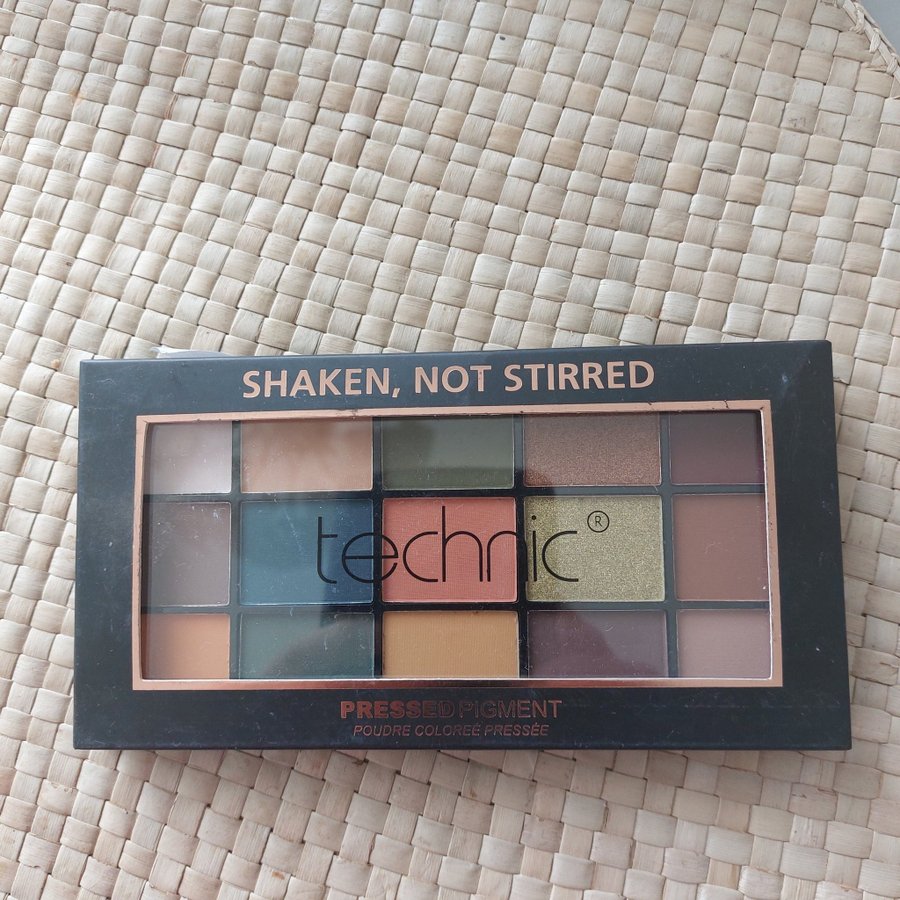 SHAKEN, NOT STIRRED
technic®
PRESSED PIGMENT
POUDRE COLOREÉ PRESSÉE